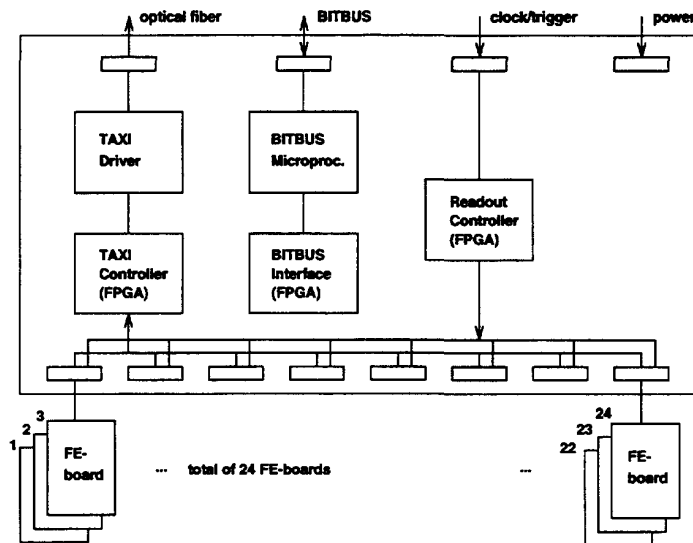 optical fiber BITBUS clock/trigger power
TAXI Driver
BITBUS Microproc.
Readout Controller (FPGA)
TAXI Controller (FPGA)
BITBUS Interface (FPGA)
1 2 3
FE-board
... total of 24 FE-boards ...
22 23 24
FE-board